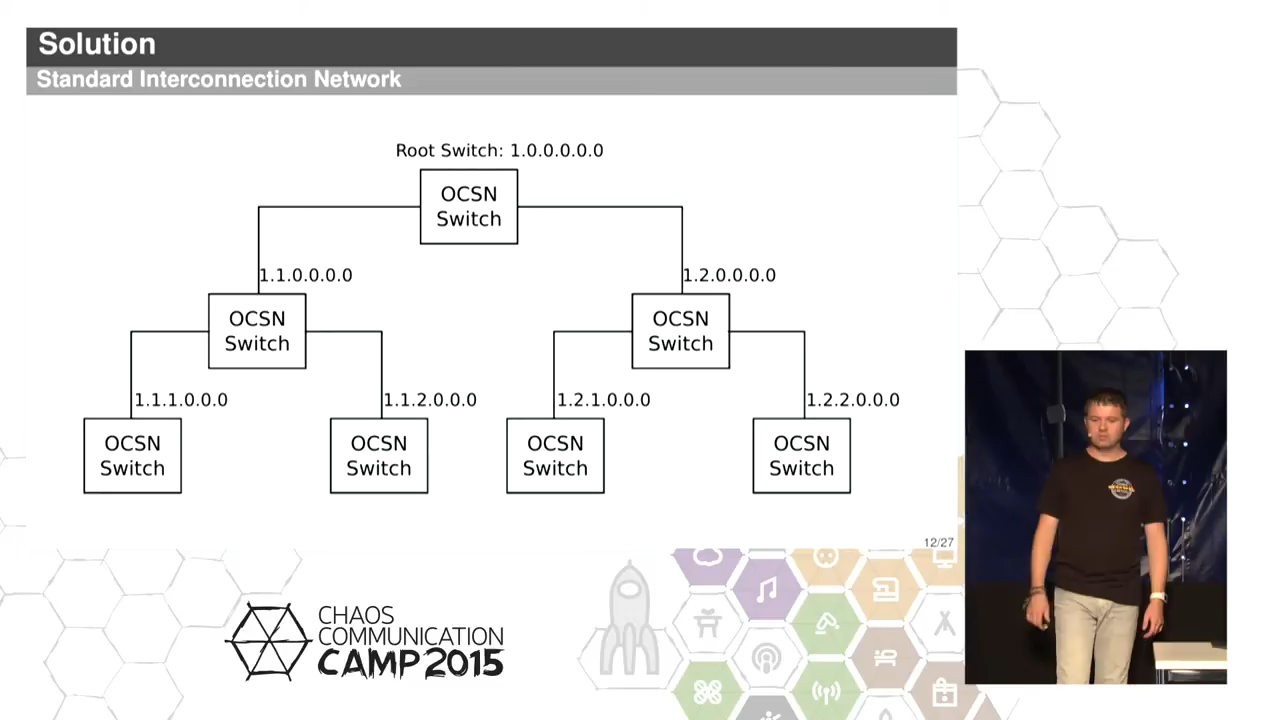 Solution
Standard Interconnection Network
Root Switch: 1.0.0.0.0.0
OCSN
Switch
1.1.0.0.0.0
1.2.0.0.0.0
OCSN
Switch
OCSN
Switch
1.1.1.0.0.0
1.1.2.0.0.0
1.2.1.0.0.0
1.2.2.0.0.0
OCSN
Switch
OCSN
Switch
OCSN
Switch
OCSN
Switch
12/27
CHAOS
COMMUNICATION
CAMP 2015